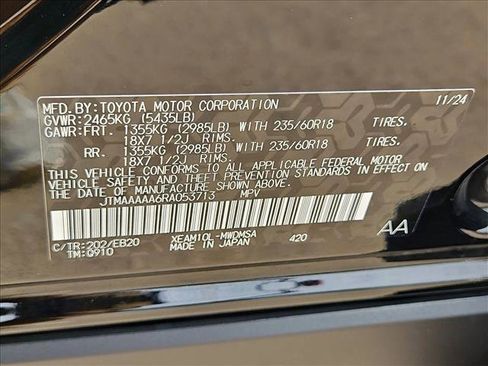 MFD.BY:TOYOTA MOTOR CORPORATION 11/24
GVWR:2465KG (5435LB)
GAWR:FRT. 1355KG (2985LB) WITH 235/60R18 TIRES.
18X7 1/2J RIMS.
RR. 1355KG (2985LB) WITH 235/60R18 TIRES.
18X7 1/2J RIMS.
THIS VEHICLE CONFORMS TO ALL APPLICABLE FEDERAL MOTOR
VEHICLE SAFETY AND THEFT PREVENTION STANDARDS IN EFFECT ON
THE DATE OF MANUFACTURE SHOWN ABOVE.
JTMAAAAA6RA053713 MPV
C/TR:202/EB20 XEAM10L-MWDMSA 420 AA
TM:Q910 MADE IN JAPAN